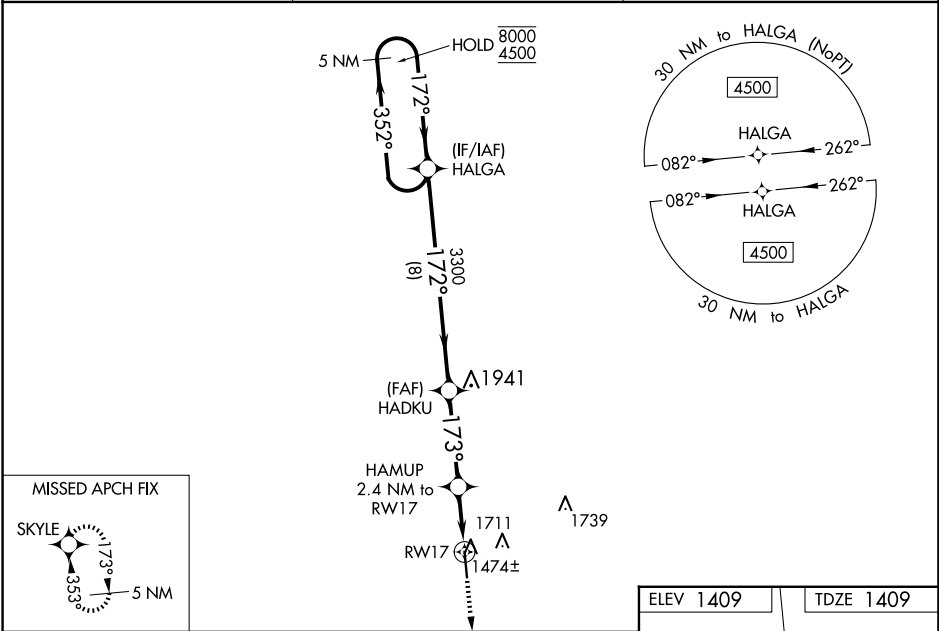 5 NM
HOLD 8000
4500
172°
352°
(IF/IAF)
HALGA
3300
172°
(8)
(FAF)
HADKU
1941
173°
HAMUP
2.4 NM to
RW17
1739
1711
RW17
1474±
30 NM to HALGA (NoPT)
4500
HALGA
082°
262°
082°
262°
HALGA
4500
30 NM to HALGA
MISSED APCH FIX
SKYLE
173°
353°
5 NM
ELEV 1409
TDZE 1409